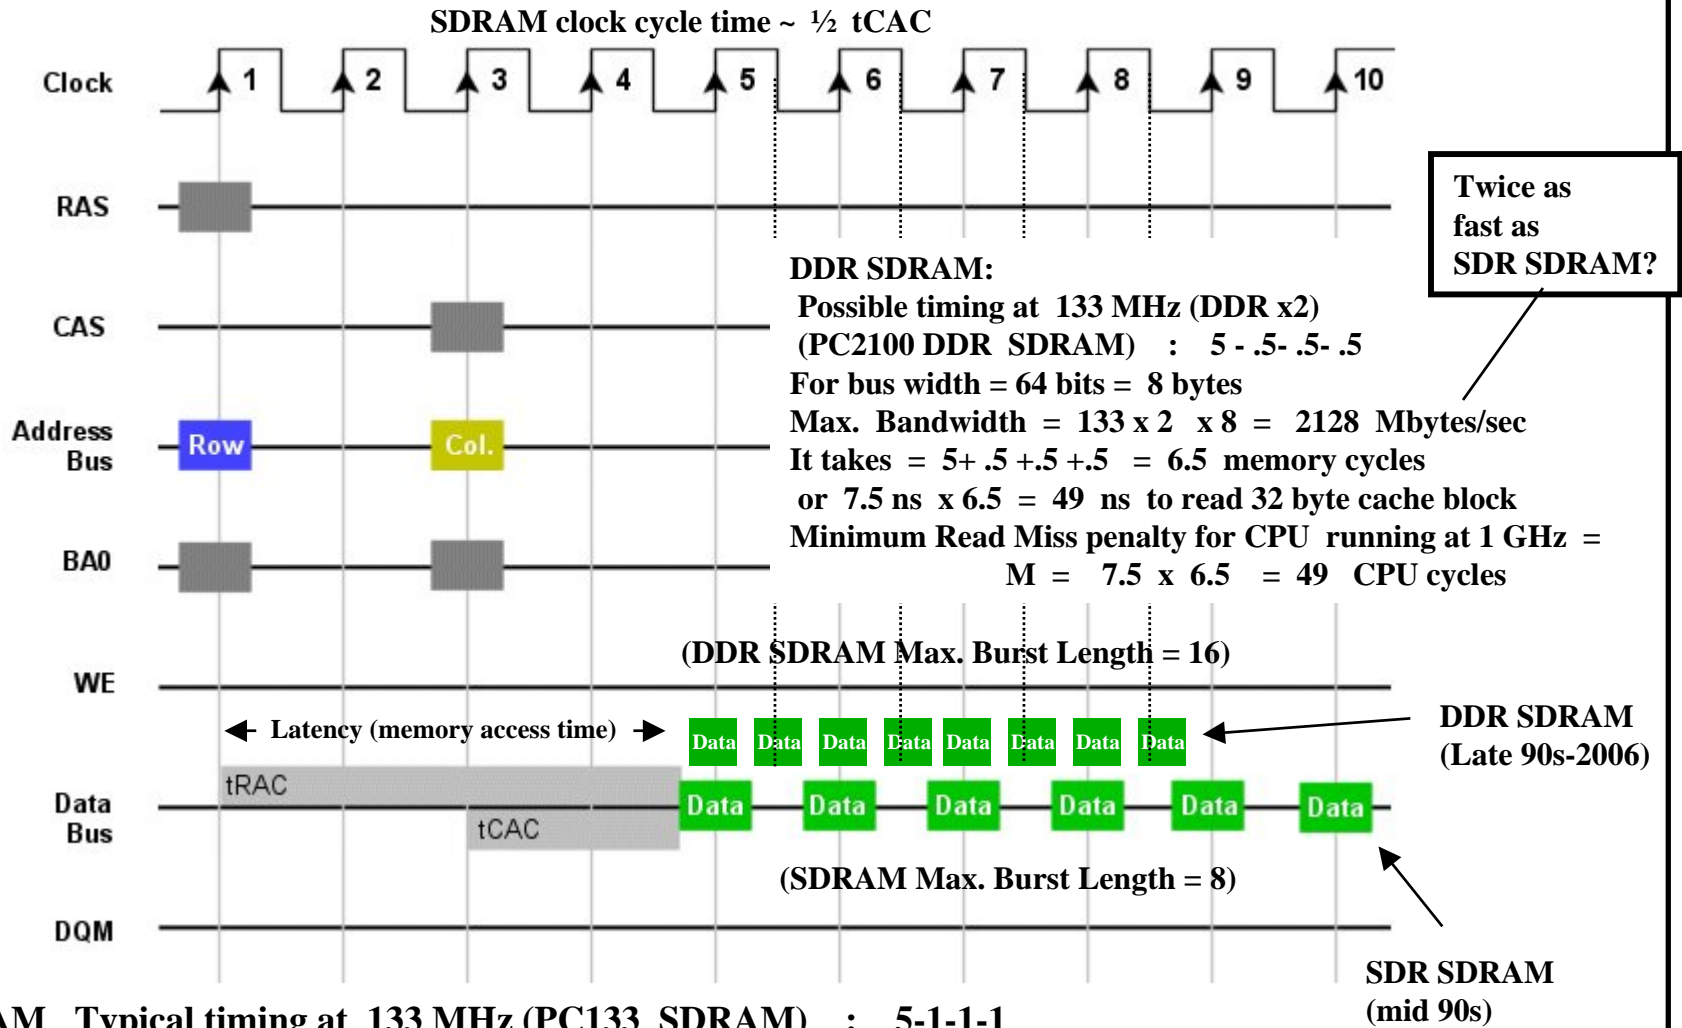 SDRAM clock cycle time ~ ½ tCAC
Clock
1 2 3 4 5 6 7 8 9 10
RAS
Twice as
fast as
SDR SDRAM?
CAS
DDR SDRAM:
Possible timing at 133 MHz (DDR x2)
(PC2100 DDR SDRAM) : 5 - .5- .5- .5
For bus width = 64 bits = 8 bytes
Max. Bandwidth = 133 x 2 x 8 = 2128 Mbytes/sec
It takes = 5+ .5 +.5 +.5 = 6.5 memory cycles
or 7.5 ns x 6.5 = 49 ns to read 32 byte cache block
Minimum Read Miss penalty for CPU running at 1 GHz =
M = 7.5 x 6.5 = 49 CPU cycles
Address
Bus
Row
Col.
BA0
(DDR SDRAM Max. Burst Length = 16)
WE
Latency (memory access time)
Data Data Data Data Data Data Data Data
DDR SDRAM
(Late 90s-2006)
tRAC
Data
Bus
tCAC
Data Data Data Data Data Data
(SDRAM Max. Burst Length = 8)
DQM
SDR SDRAM
(mid 90s)
Typical timing at 133 MHz (PC133 SDRAM) : 5-1-1-1